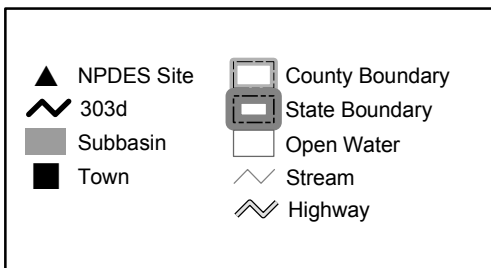 NPDES Site
303d
Subbasin
Town
County Boundary
State Boundary
Open Water
Stream
Highway